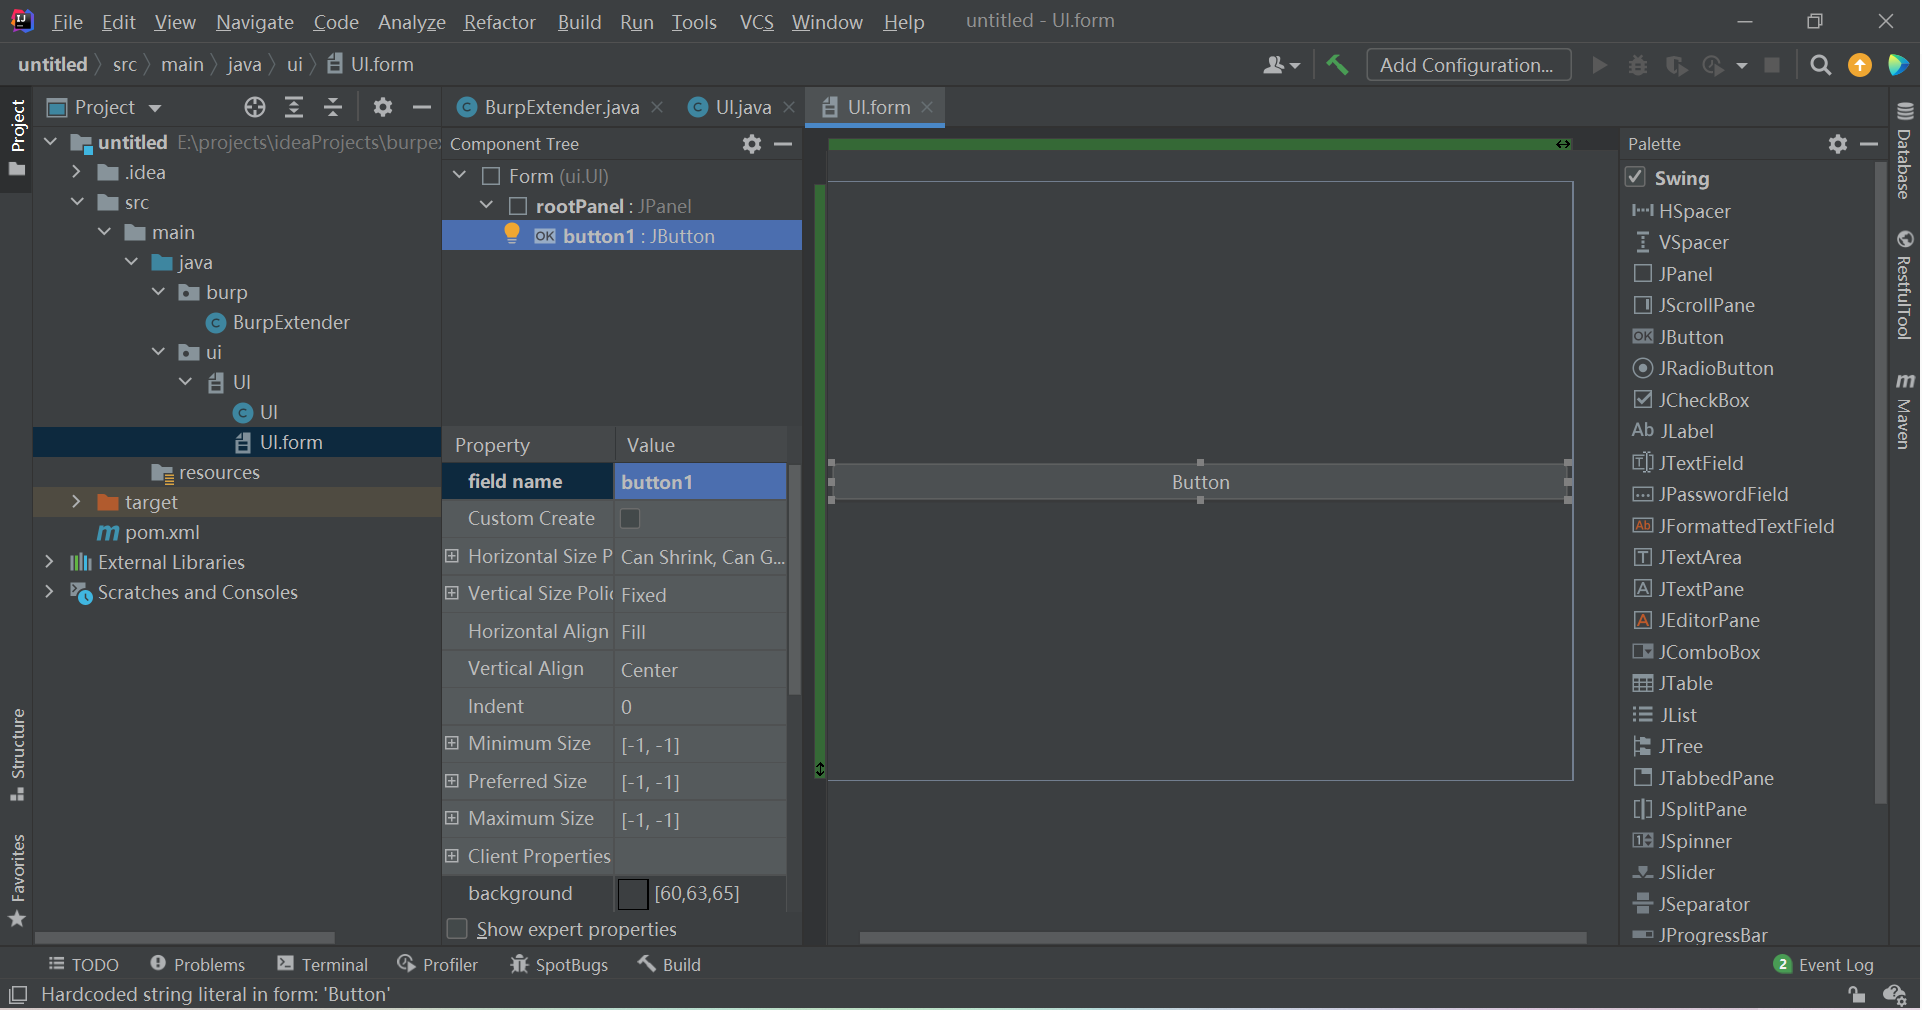 File Edit View Navigate Code Analyze Refactor Build Run Tools VCS Window Help untitled - UI.form
untitled src main java ui UI.form Add Configuration...
Project
Project
BurpExtender.java UI.java UI.form
untitled E:\projects\ideaProjects\burpe
.idea
src
main
java
burp
BurpExtender
ui
UI
UI
UI.form
resources
target
pom.xml
External Libraries
Scratches and Consoles
Structure
Favorites
Component Tree
Form (ui.UI)
rootPanel : JPanel
OK button1 : JButton
Property Value
field name button1
Custom Create
Horizontal Size P Can Shrink, Can G...
Vertical Size Polic Fixed
Horizontal Align Fill
Vertical Align Center
Indent 0
Minimum Size [-1, -1]
Preferred Size [-1, -1]
Maximum Size [-1, -1]
Client Properties
background [60,63,65]
Show expert properties
Button
Palette
Swing
HSpacer
VSpacer
JPanel
JScrollPane
OK JButton
JRadioButton
JCheckBox
Ab JLabel
JTextField
JPasswordField
Ab JFormattedTextField
JTextArea
JTextPane
JEditorPane
JComboBox
JTable
JList
JTree
JTabbedPane
JSplitPane
JSpinner
JSlider
JSeparator
JProgressBar
Database
RestfulTool
Maven
TODO Problems Terminal Profiler SpotBugs Build 2 Event Log
Hardcoded string literal in form: 'Button'